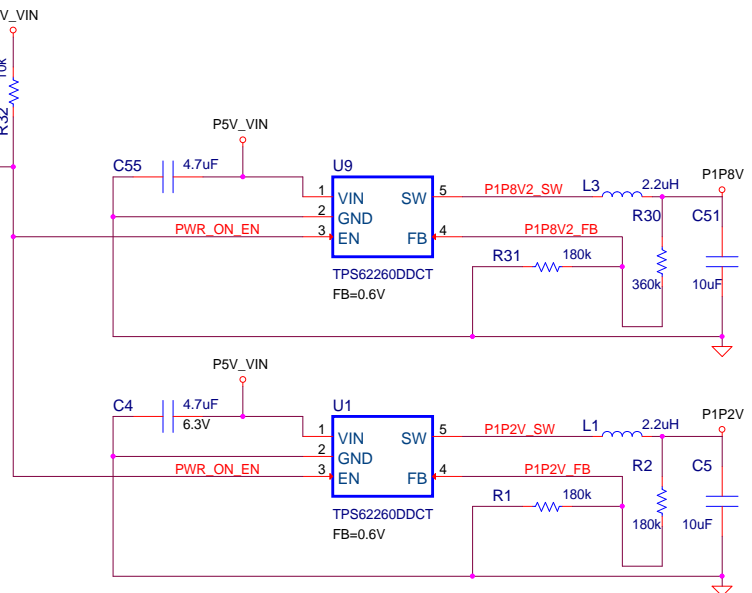 V_VIN
10k
R32
P5V_VIN
C55 4.7uF
U9
1 VIN SW 5 P1P8V2_SW L3 2.2uH P1P8V
2 GND R30 C51
PWR_ON_EN 3 EN FB 4 P1P8V2_FB
R31 180k
TPS62260DDCT
FB=0.6V
360k 10uF
P5V_VIN
C4 4.7uF
6.3V
U1
1 VIN SW 5 P1P2V_SW L1 2.2uH P1P2V
2 GND
PWR_ON_EN 3 EN FB 4 P1P2V_FB R2 C5
R1 180k
TPS62260DDCT
FB=0.6V
180k 10uF